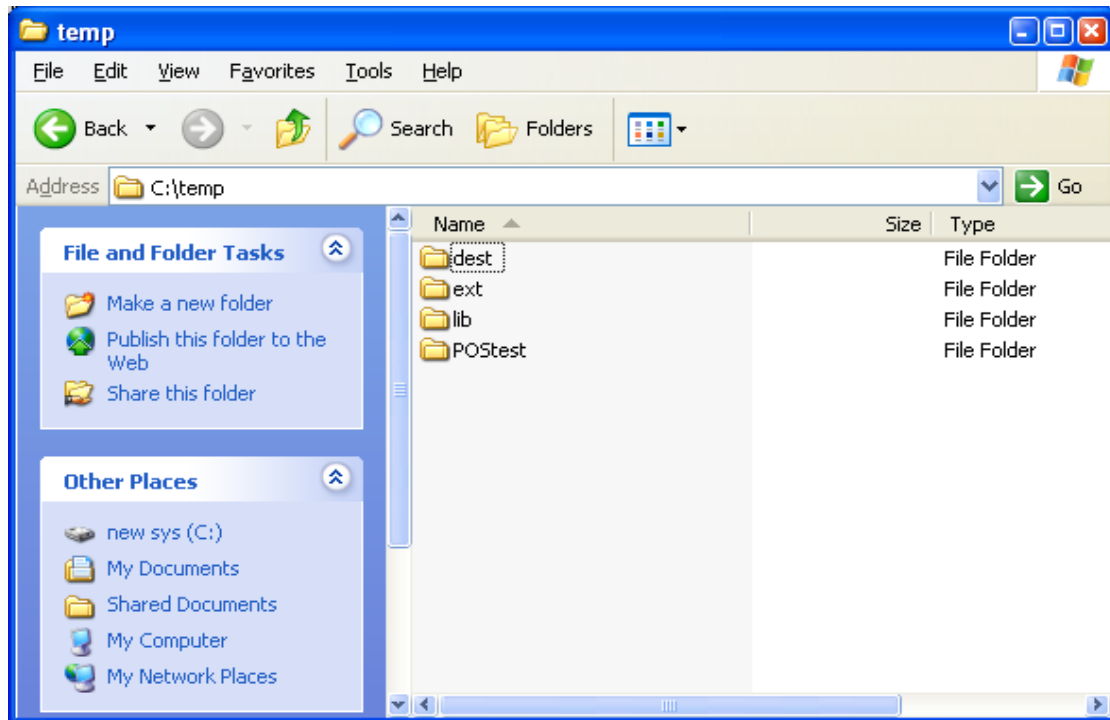 temp
File Edit View Favorites Tools Help
Back Search Folders
Address C:\temp Go
File and Folder Tasks
Make a new folder
Publish this folder to the
Web
Share this folder
Other Places
new sys (C:)
My Documents
Shared Documents
My Computer
My Network Places
Name Size Type
dest File Folder
ext File Folder
lib File Folder
POStest File Folder